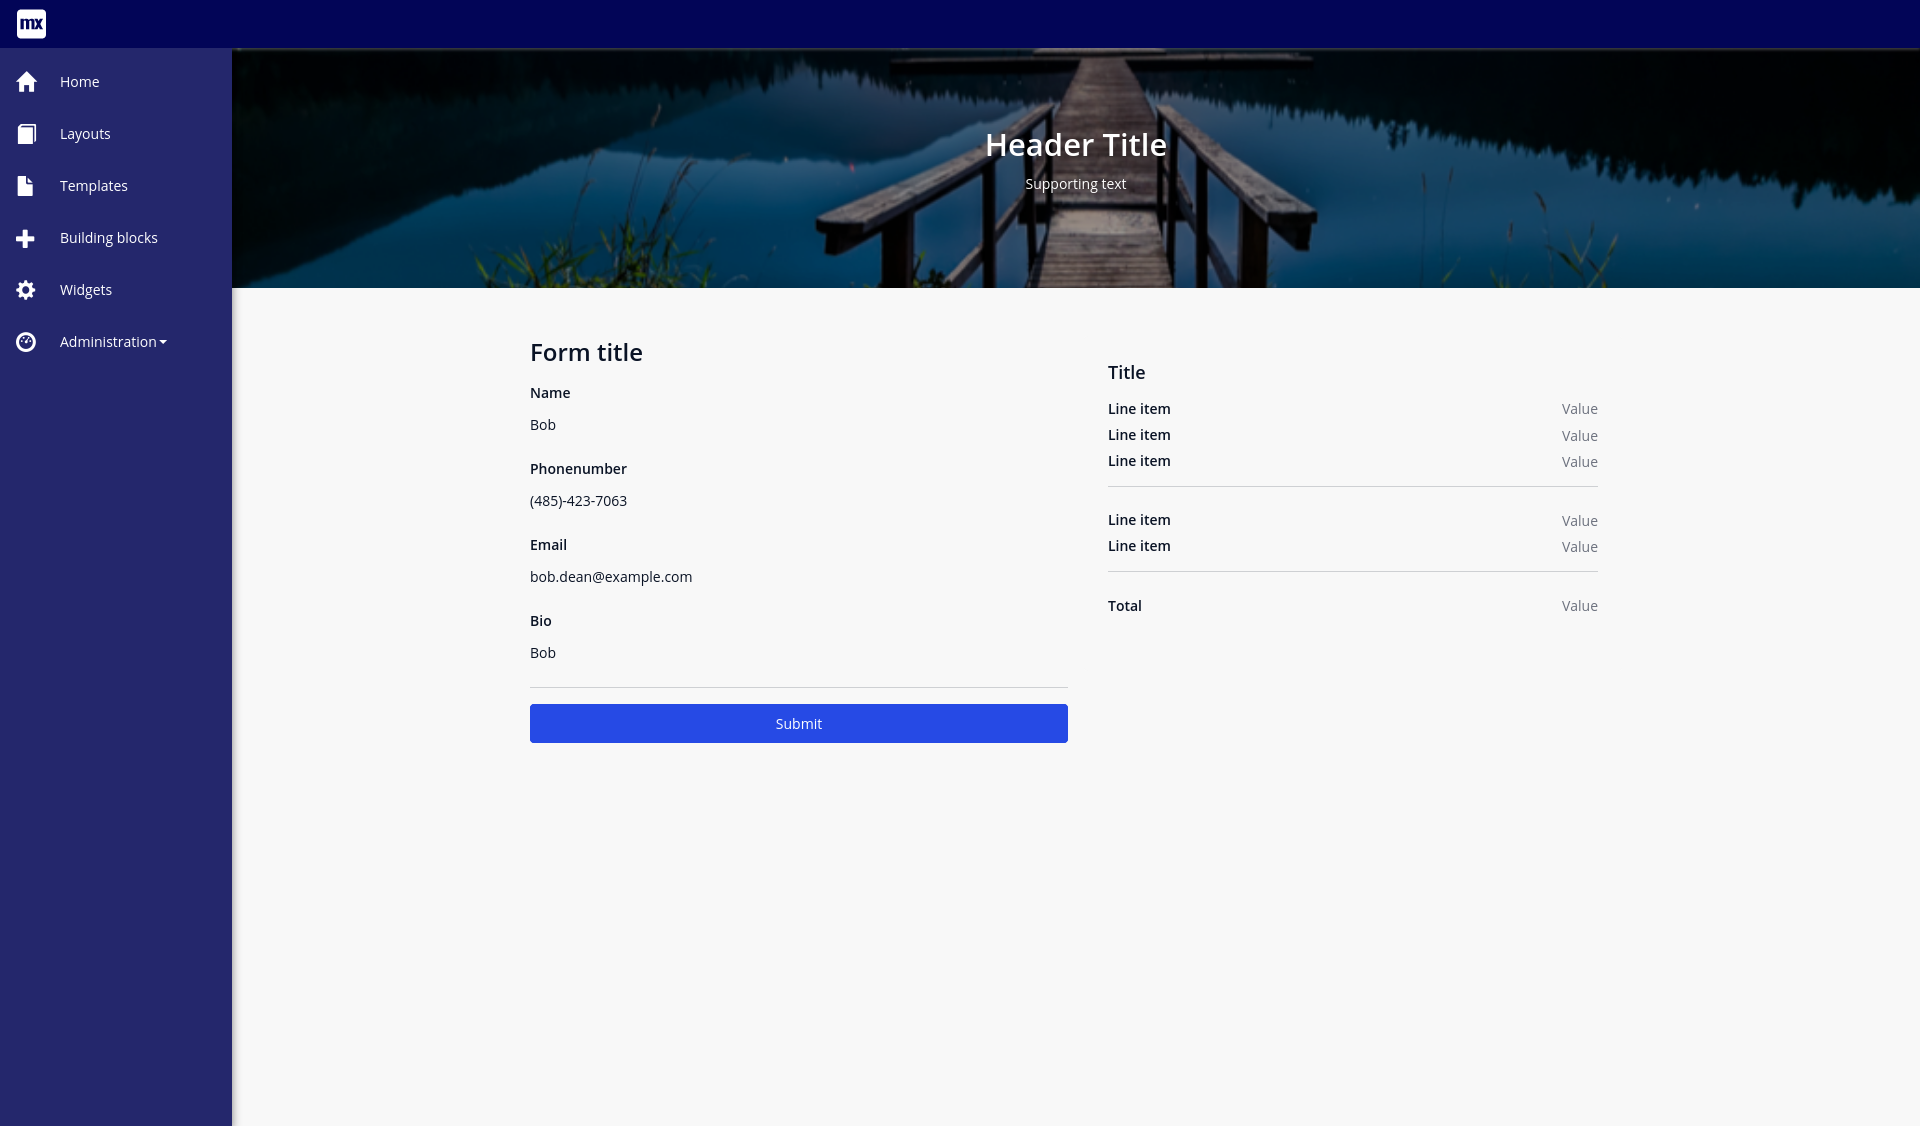 mx
Home
Layouts
Templates
Building blocks
Widgets
Administration
Header Title
Supporting text
Form title
Name
Bob
Phonenumber
(485)-423-7063
Email
bob.dean@example.com
Bio
Bob
Submit
Title
Line item Value
Line item Value
Line item Value
Line item Value
Line item Value
Total Value